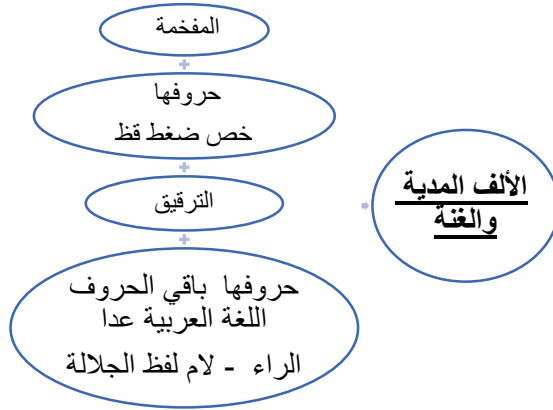 المفخمة
حروفها
خص ضغط قظ
الترقيق
حروفها باقي الحروف
اللغة العربية عدا
الراء - لام لفظ الجلالة
الألف المدية
والغنة